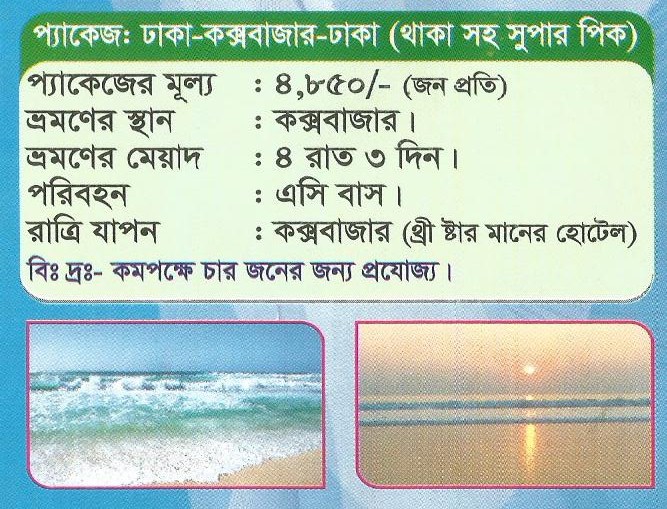 প্যাকেজ: ঢাকা-কক্সবাজার-ঢাকা (থাকা সহ সুপার পিক)
প্যাকেজের মূল্য : ৪,৮৫০/- (জন প্রতি)
ভ্রমণের স্থান : কক্সবাজার।
ভ্রমণের মেয়াদ : ৪ রাত ৩ দিন।
পরিবহন : এসি বাস।
রাত্রি যাপন : কক্সবাজার (থ্রী ষ্টার মানের হোটেল)
বিঃ দ্রঃ- কমপক্ষে চার জনের জন্য প্রযোজ্য।